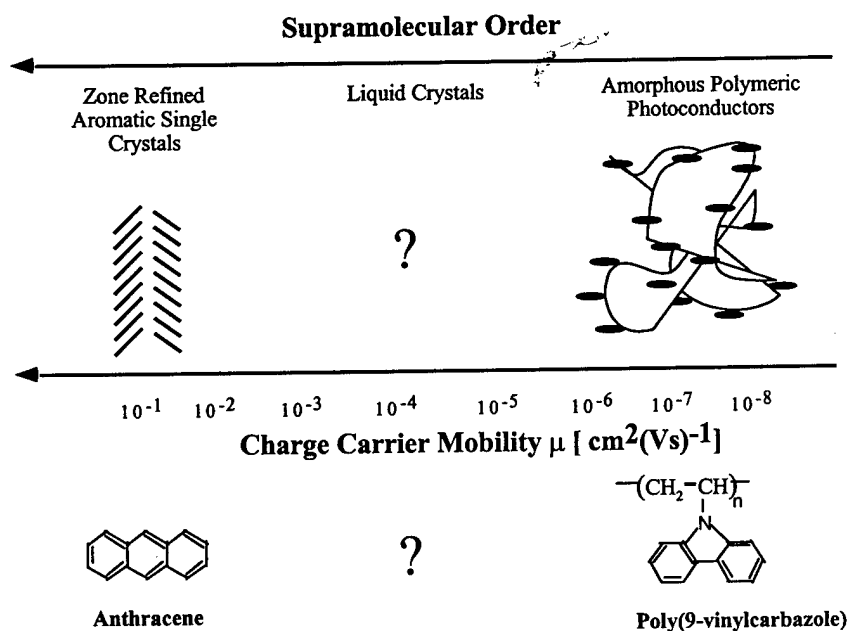 Supramolecular Order
Zone Refined
Aromatic Single
Crystals
Liquid Crystals
Amorphous Polymeric
Photoconductors
?
10⁻¹ 10⁻² 10⁻³ 10⁻⁴ 10⁻⁵ 10⁻⁶ 10⁻⁷ 10⁻⁸
Charge Carrier Mobility μ [ cm²(Vs)⁻¹]
(CH₂-CH)n
N
?
Anthracene
Poly(9-vinylcarbazole)